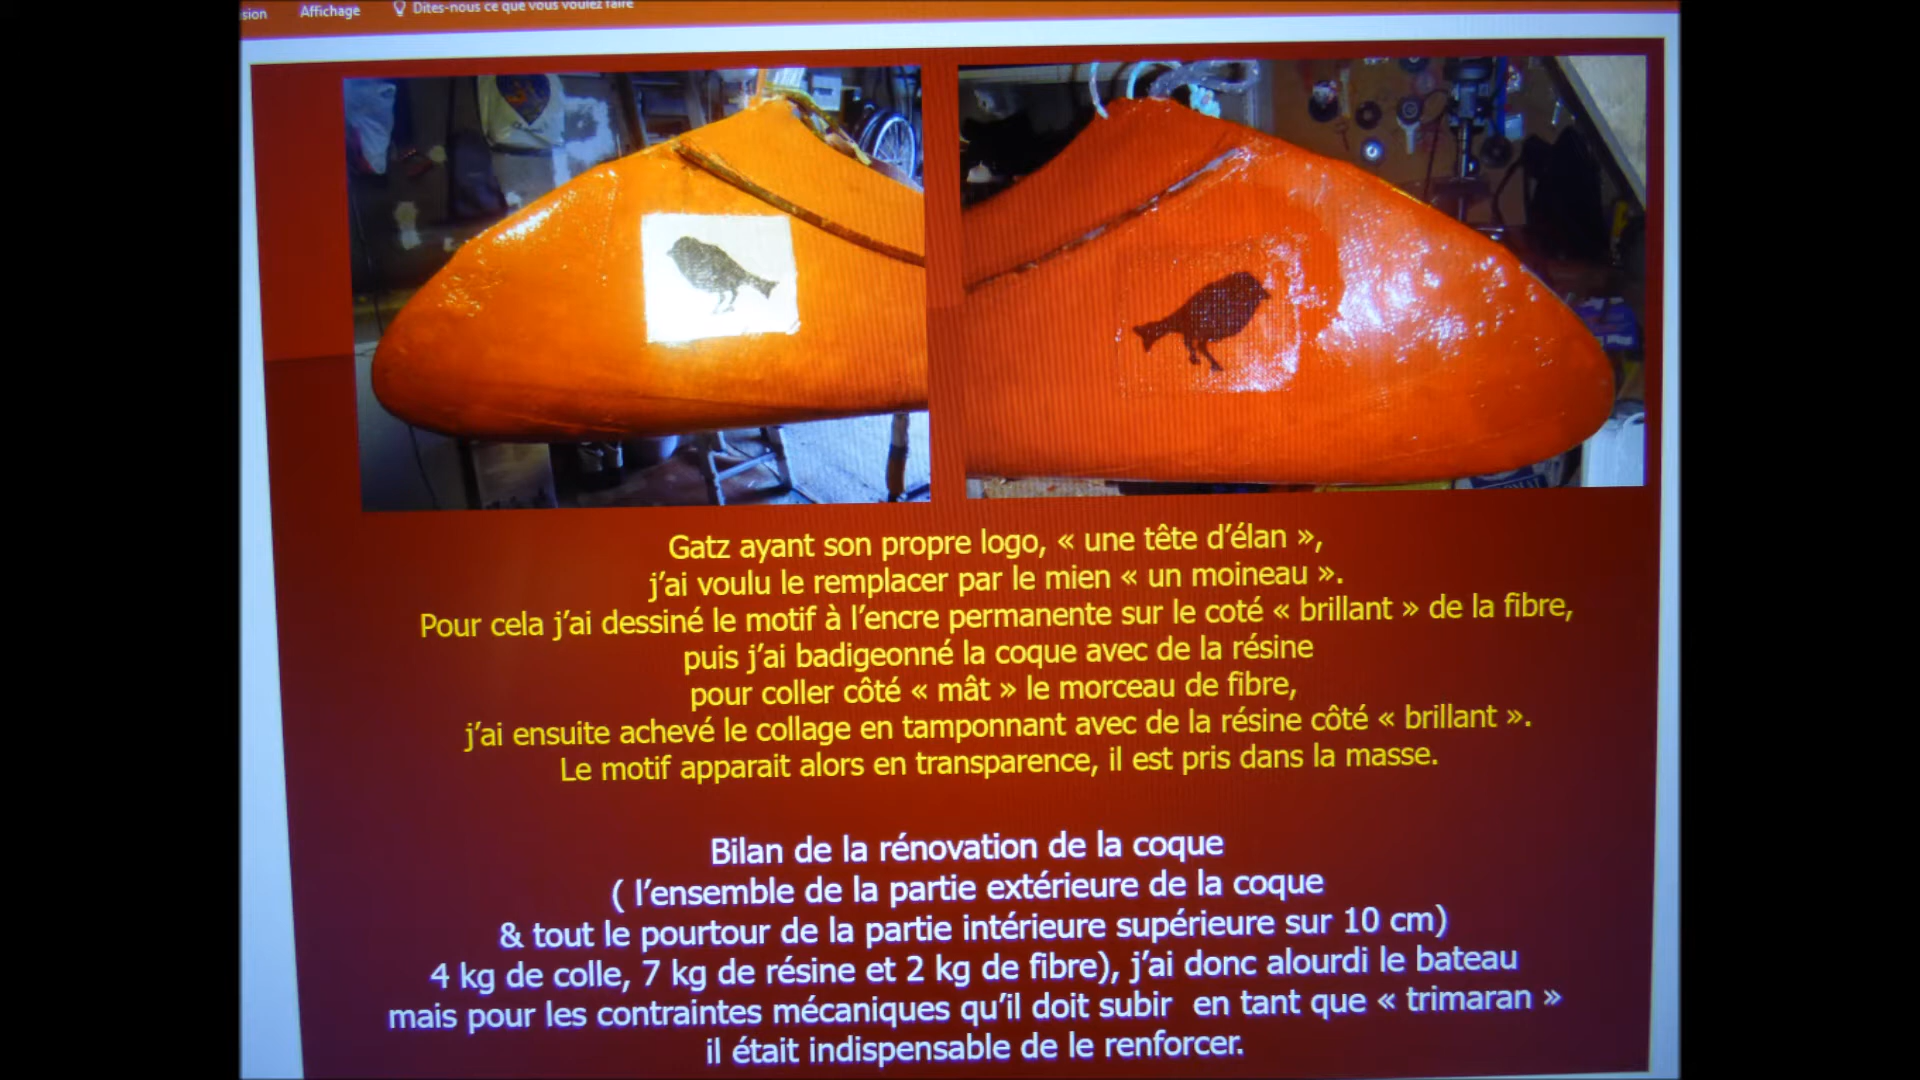 sion Affichage Dites-nous ce que vous voulez faire
Gatz ayant son propre logo, « une tête d’élan »,
j’ai voulu le remplacer par le mien « un moineau ».
Pour cela j’ai dessiné le motif à l’encre permanente sur le coté « brillant » de la fibre,
puis j’ai badigeonné la coque avec de la résine
pour coller côté « mât » le morceau de fibre,
j’ai ensuite achevé le collage en tamponnant avec de la résine côté « brillant ».
Le motif apparait alors en transparence, il est pris dans la masse.
Bilan de la rénovation de la coque
( l’ensemble de la partie extérieure de la coque
& tout le pourtour de la partie intérieure supérieure sur 10 cm)
4 kg de colle, 7 kg de résine et 2 kg de fibre), j’ai donc alourdi le bateau
mais pour les contraintes mécaniques qu’il doit subir en tant que « trimaran »
il était indispensable de le renforcer.